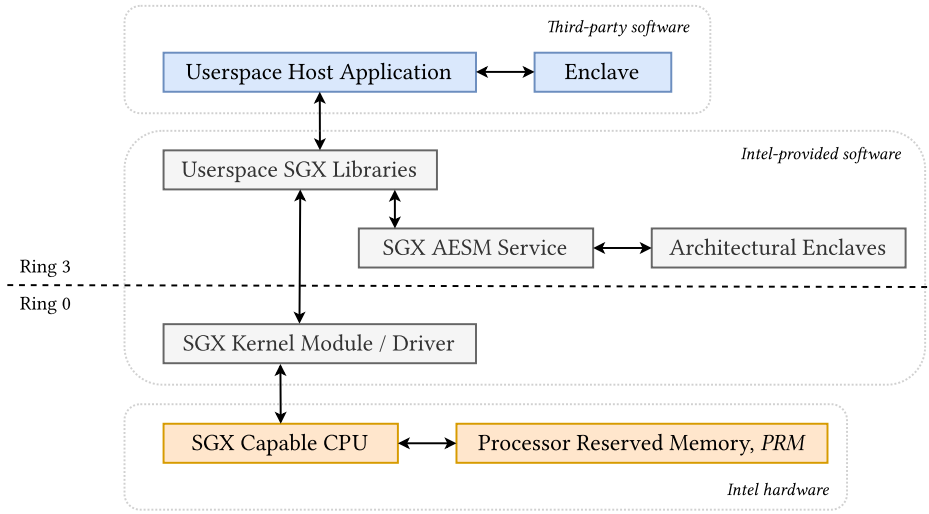 Third-party software
Userspace Host Application
Enclave
Intel-provided software
Userspace SGX Libraries
SGX AESM Service
Architectural Enclaves
Ring 3
Ring 0
SGX Kernel Module / Driver
SGX Capable CPU
Processor Reserved Memory, PRM
Intel hardware